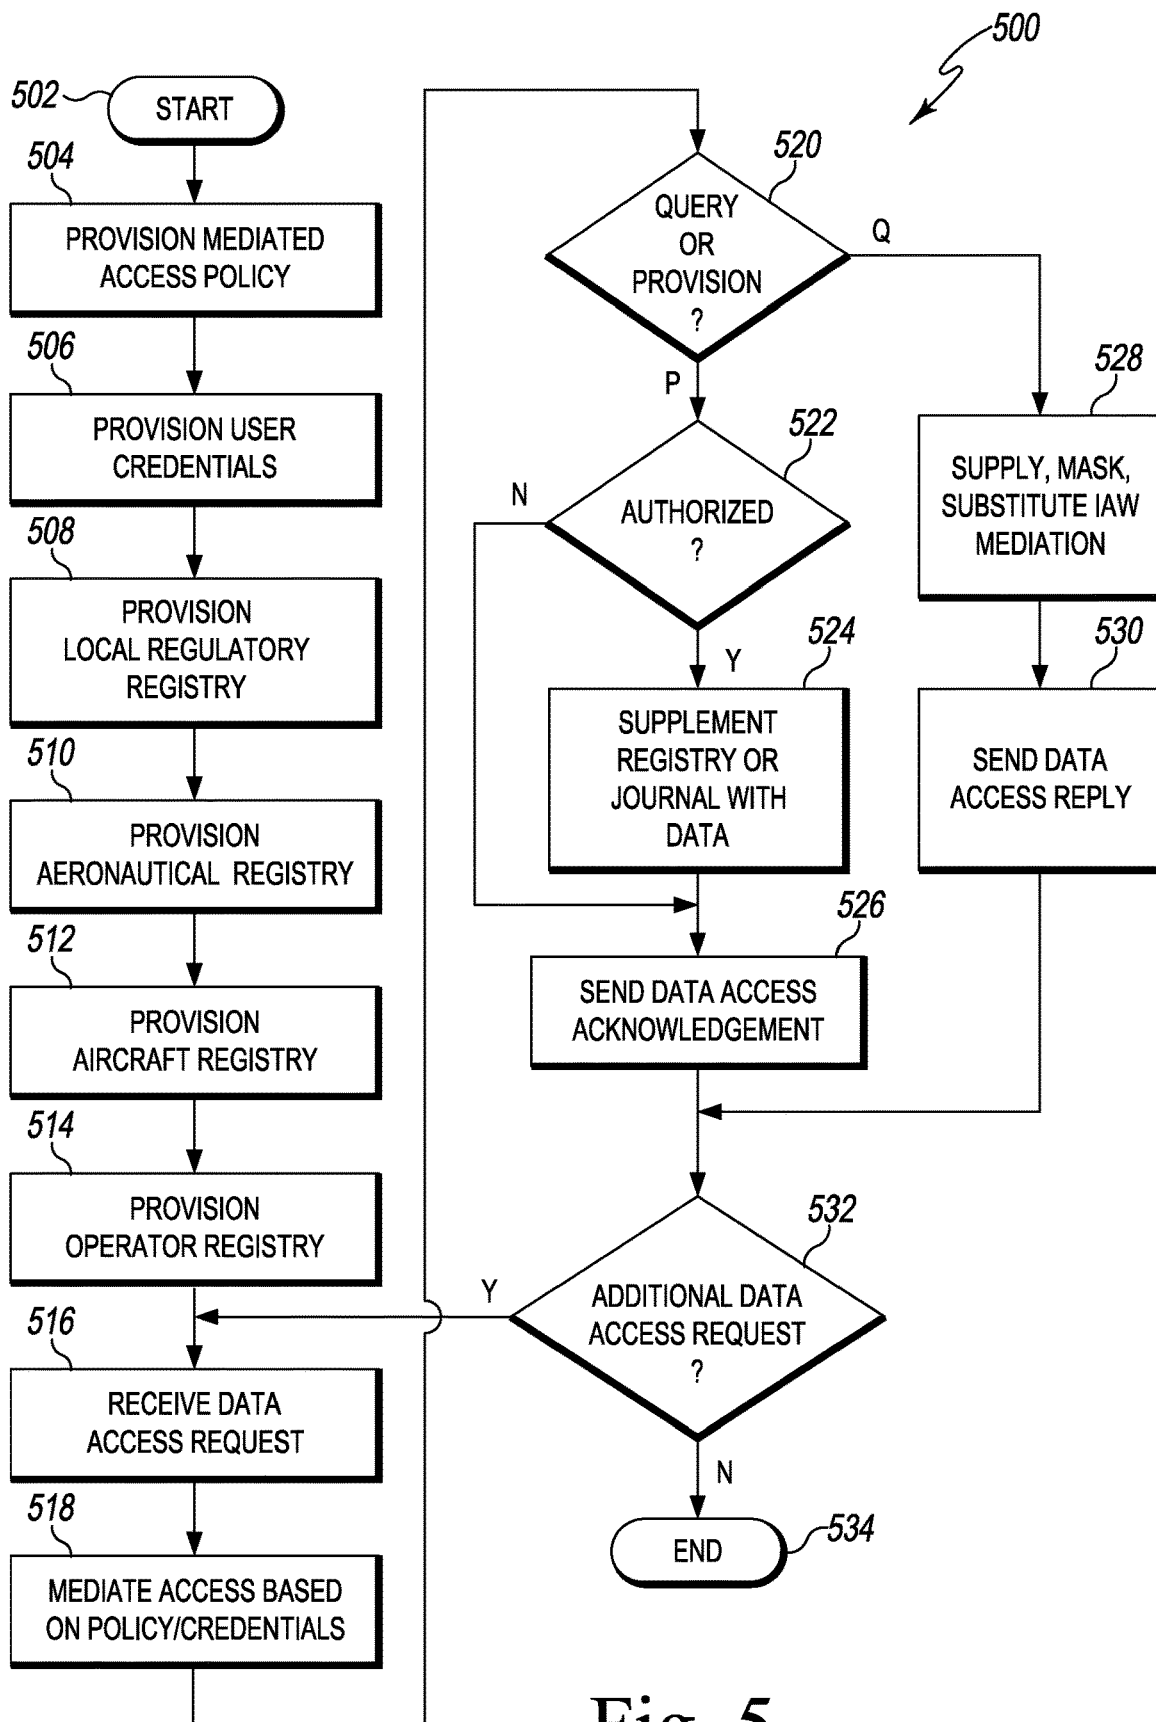 500
502
START
504
PROVISION MEDIATED
ACCESS POLICY
506
PROVISION USER
CREDENTIALS
508
PROVISION
LOCAL REGULATORY
REGISTRY
510
PROVISION
AERONAUTICAL REGISTRY
512
PROVISION
AIRCRAFT REGISTRY
514
PROVISION
OPERATOR REGISTRY
516
RECEIVE DATA
ACCESS REQUEST
518
MEDIATE ACCESS BASED
ON POLICY/CREDENTIALS
520
QUERY
OR
PROVISION
?
Q
P
522
AUTHORIZED
?
N
Y
524
SUPPLEMENT
REGISTRY OR
JOURNAL WITH
DATA
526
SEND DATA ACCESS
ACKNOWLEDGEMENT
528
SUPPLY, MASK,
SUBSTITUTE IAW
MEDIATION
530
SEND DATA
ACCESS REPLY
532
ADDITIONAL DATA
ACCESS REQUEST
?
Y
N
END
534
Fig. 5